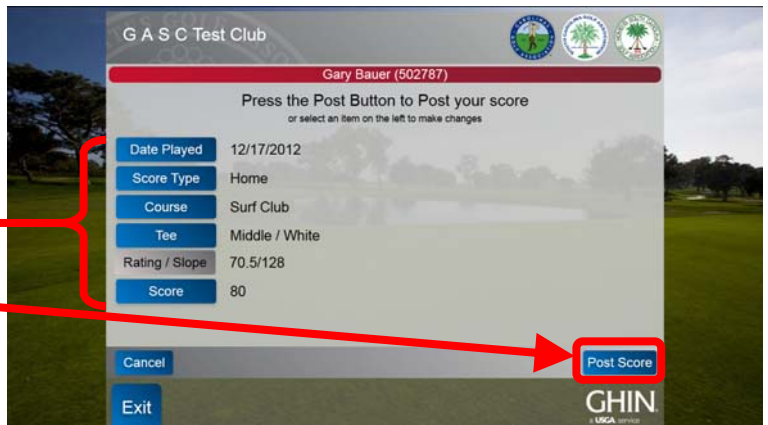 G A S C Test Club
Gary Bauer (502787)
Press the Post Button to Post your score
or select an item on the left to make changes
Date Played 12/17/2012
Score Type Home
Course Surf Club
Tee Middle / White
Rating / Slope 70.5/128
Score 80
Cancel Post Score
Exit GHIN
a USGA service